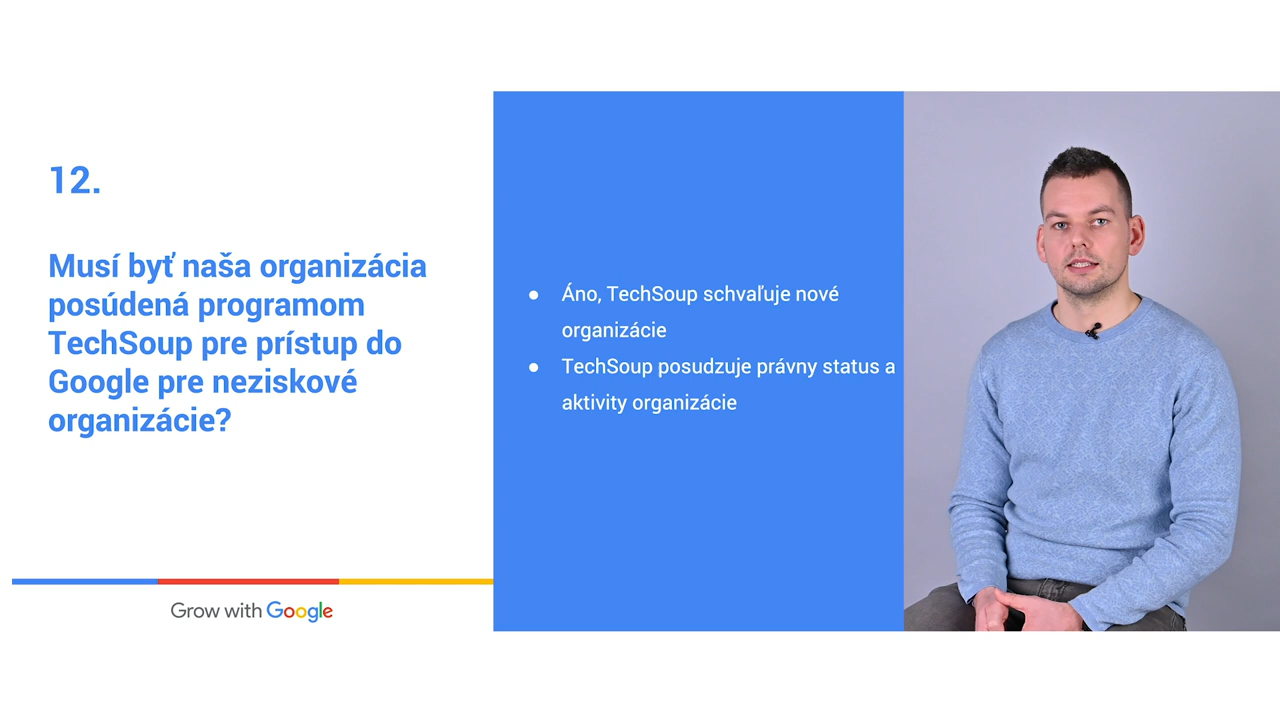 12.
Musí byť naša organizácia
posúdená programom
TechSoup pre prístup do
Google pre neziskové
organizácie?
Áno, TechSoup schvaľuje nové
organizácie
TechSoup posudzuje právny status a
aktivity organizácie
Grow with Google